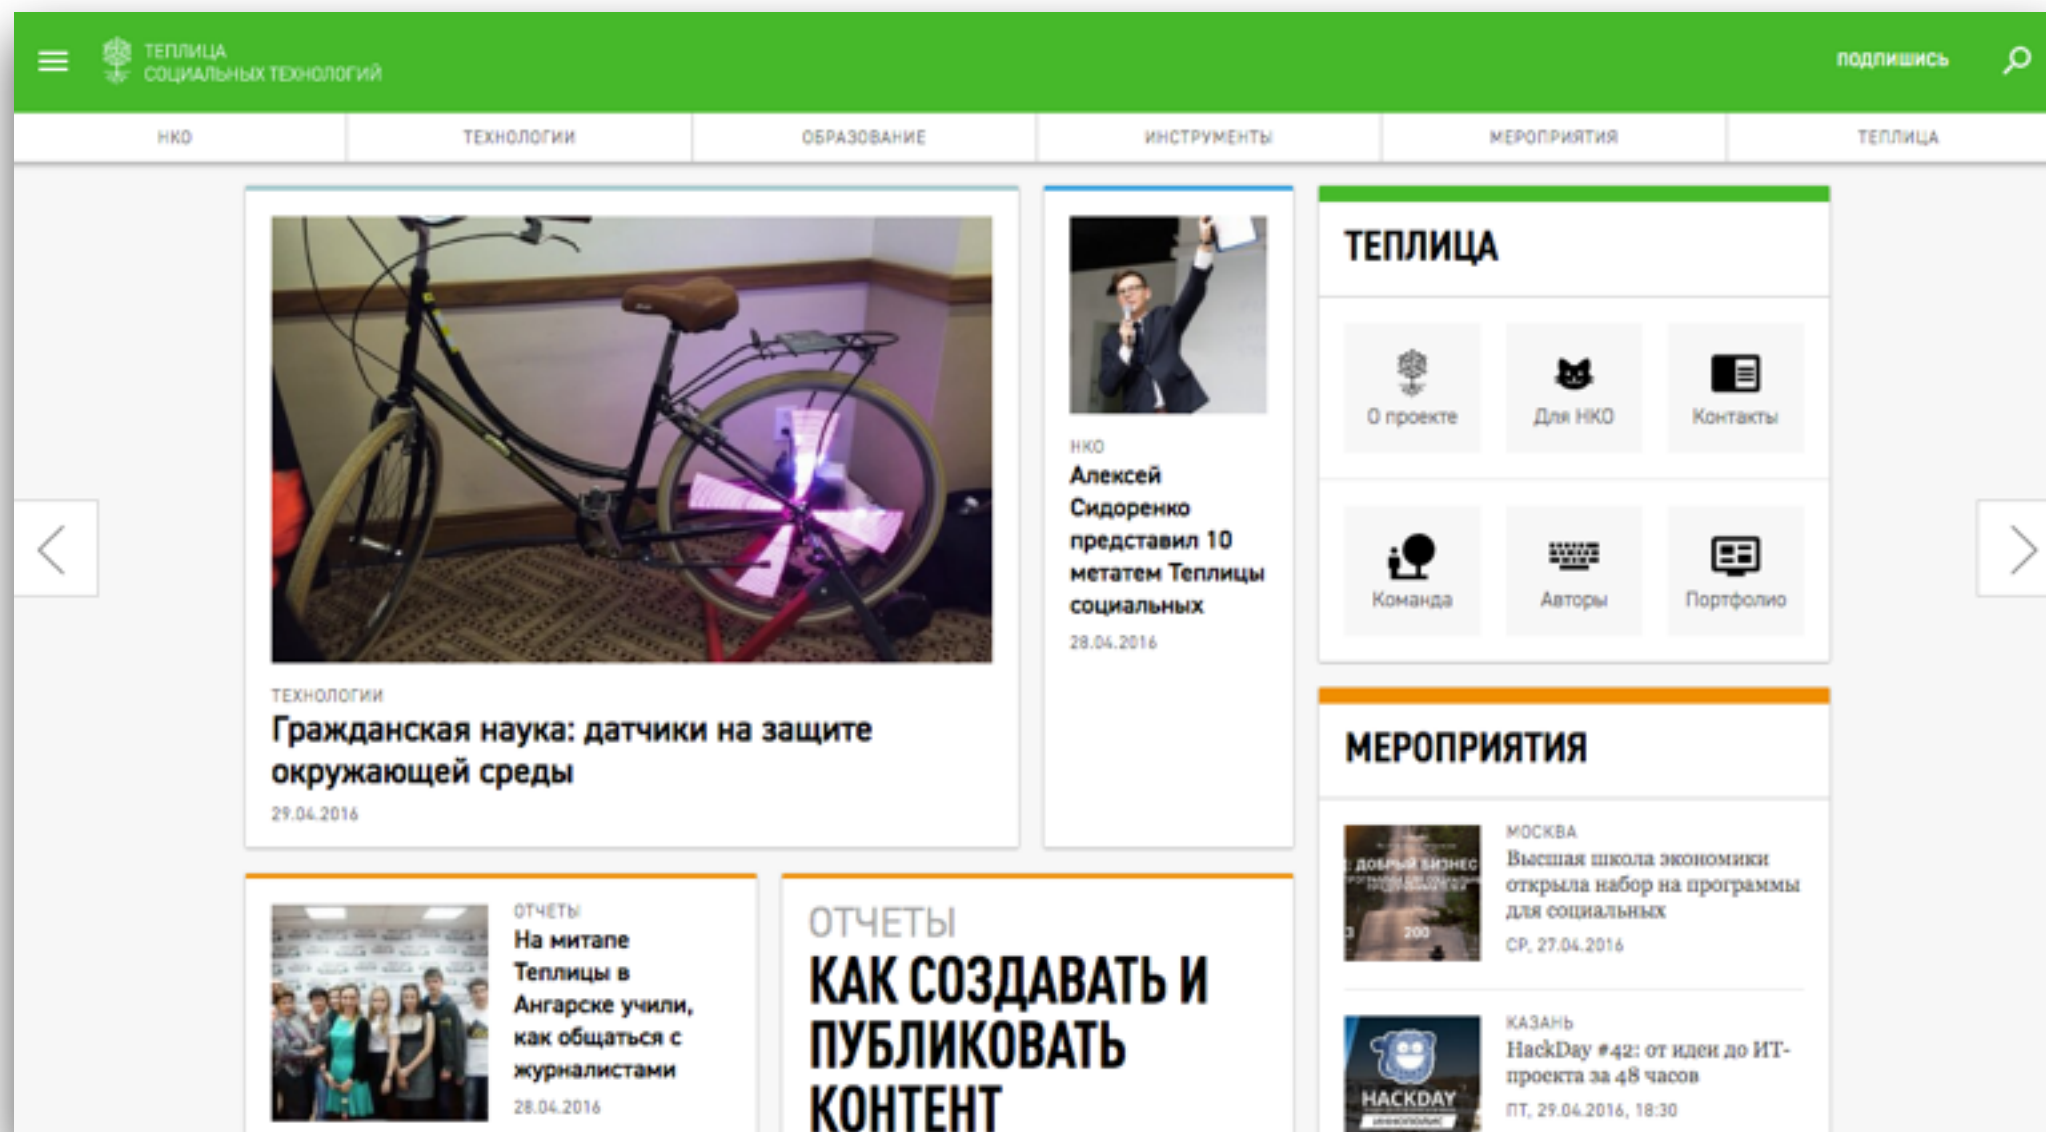 ТЕПЛИЦА
СОЦИАЛЬНЫХ ТЕХНОЛОГИЙ
ПОДПИШИСЬ
НКО
ТЕХНОЛОГИИ
ОБРАЗОВАНИЕ
ИНСТРУМЕНТЫ
МЕРОПРИЯТИЯ
ТЕПЛИЦА
ТЕХНОЛОГИИ
Гражданская наука: датчики на защите
окружающей среды
29.04.2016
НКО
Алексей
Сидоренко
представил 10
метатем Теплицы
социальных
28.04.2016
ТЕПЛИЦА
О проекте
Для НКО
Контакты
Команда
Авторы
Портфолио
ОТЧЕТЫ
На митапе
Теплицы в
Ангарске учили,
как общаться с
журналистами
28.04.2016
ОТЧЕТЫ
КАК СОЗДАВАТЬ И
ПУБЛИКОВАТЬ
КОНТЕНТ
МЕРОПРИЯТИЯ
ДОБРЫЙ БИЗНЕС
200
МОСКВА
Высшая школа экономики
открыла набор на программы
для социальных
СР, 27.04.2016
HACKDAY
ИННОПОЛИС
КАЗАНЬ
HackDay #42: от идеи до ИТ-
проекта за 48 часов
ПТ, 29.04.2016, 18:30